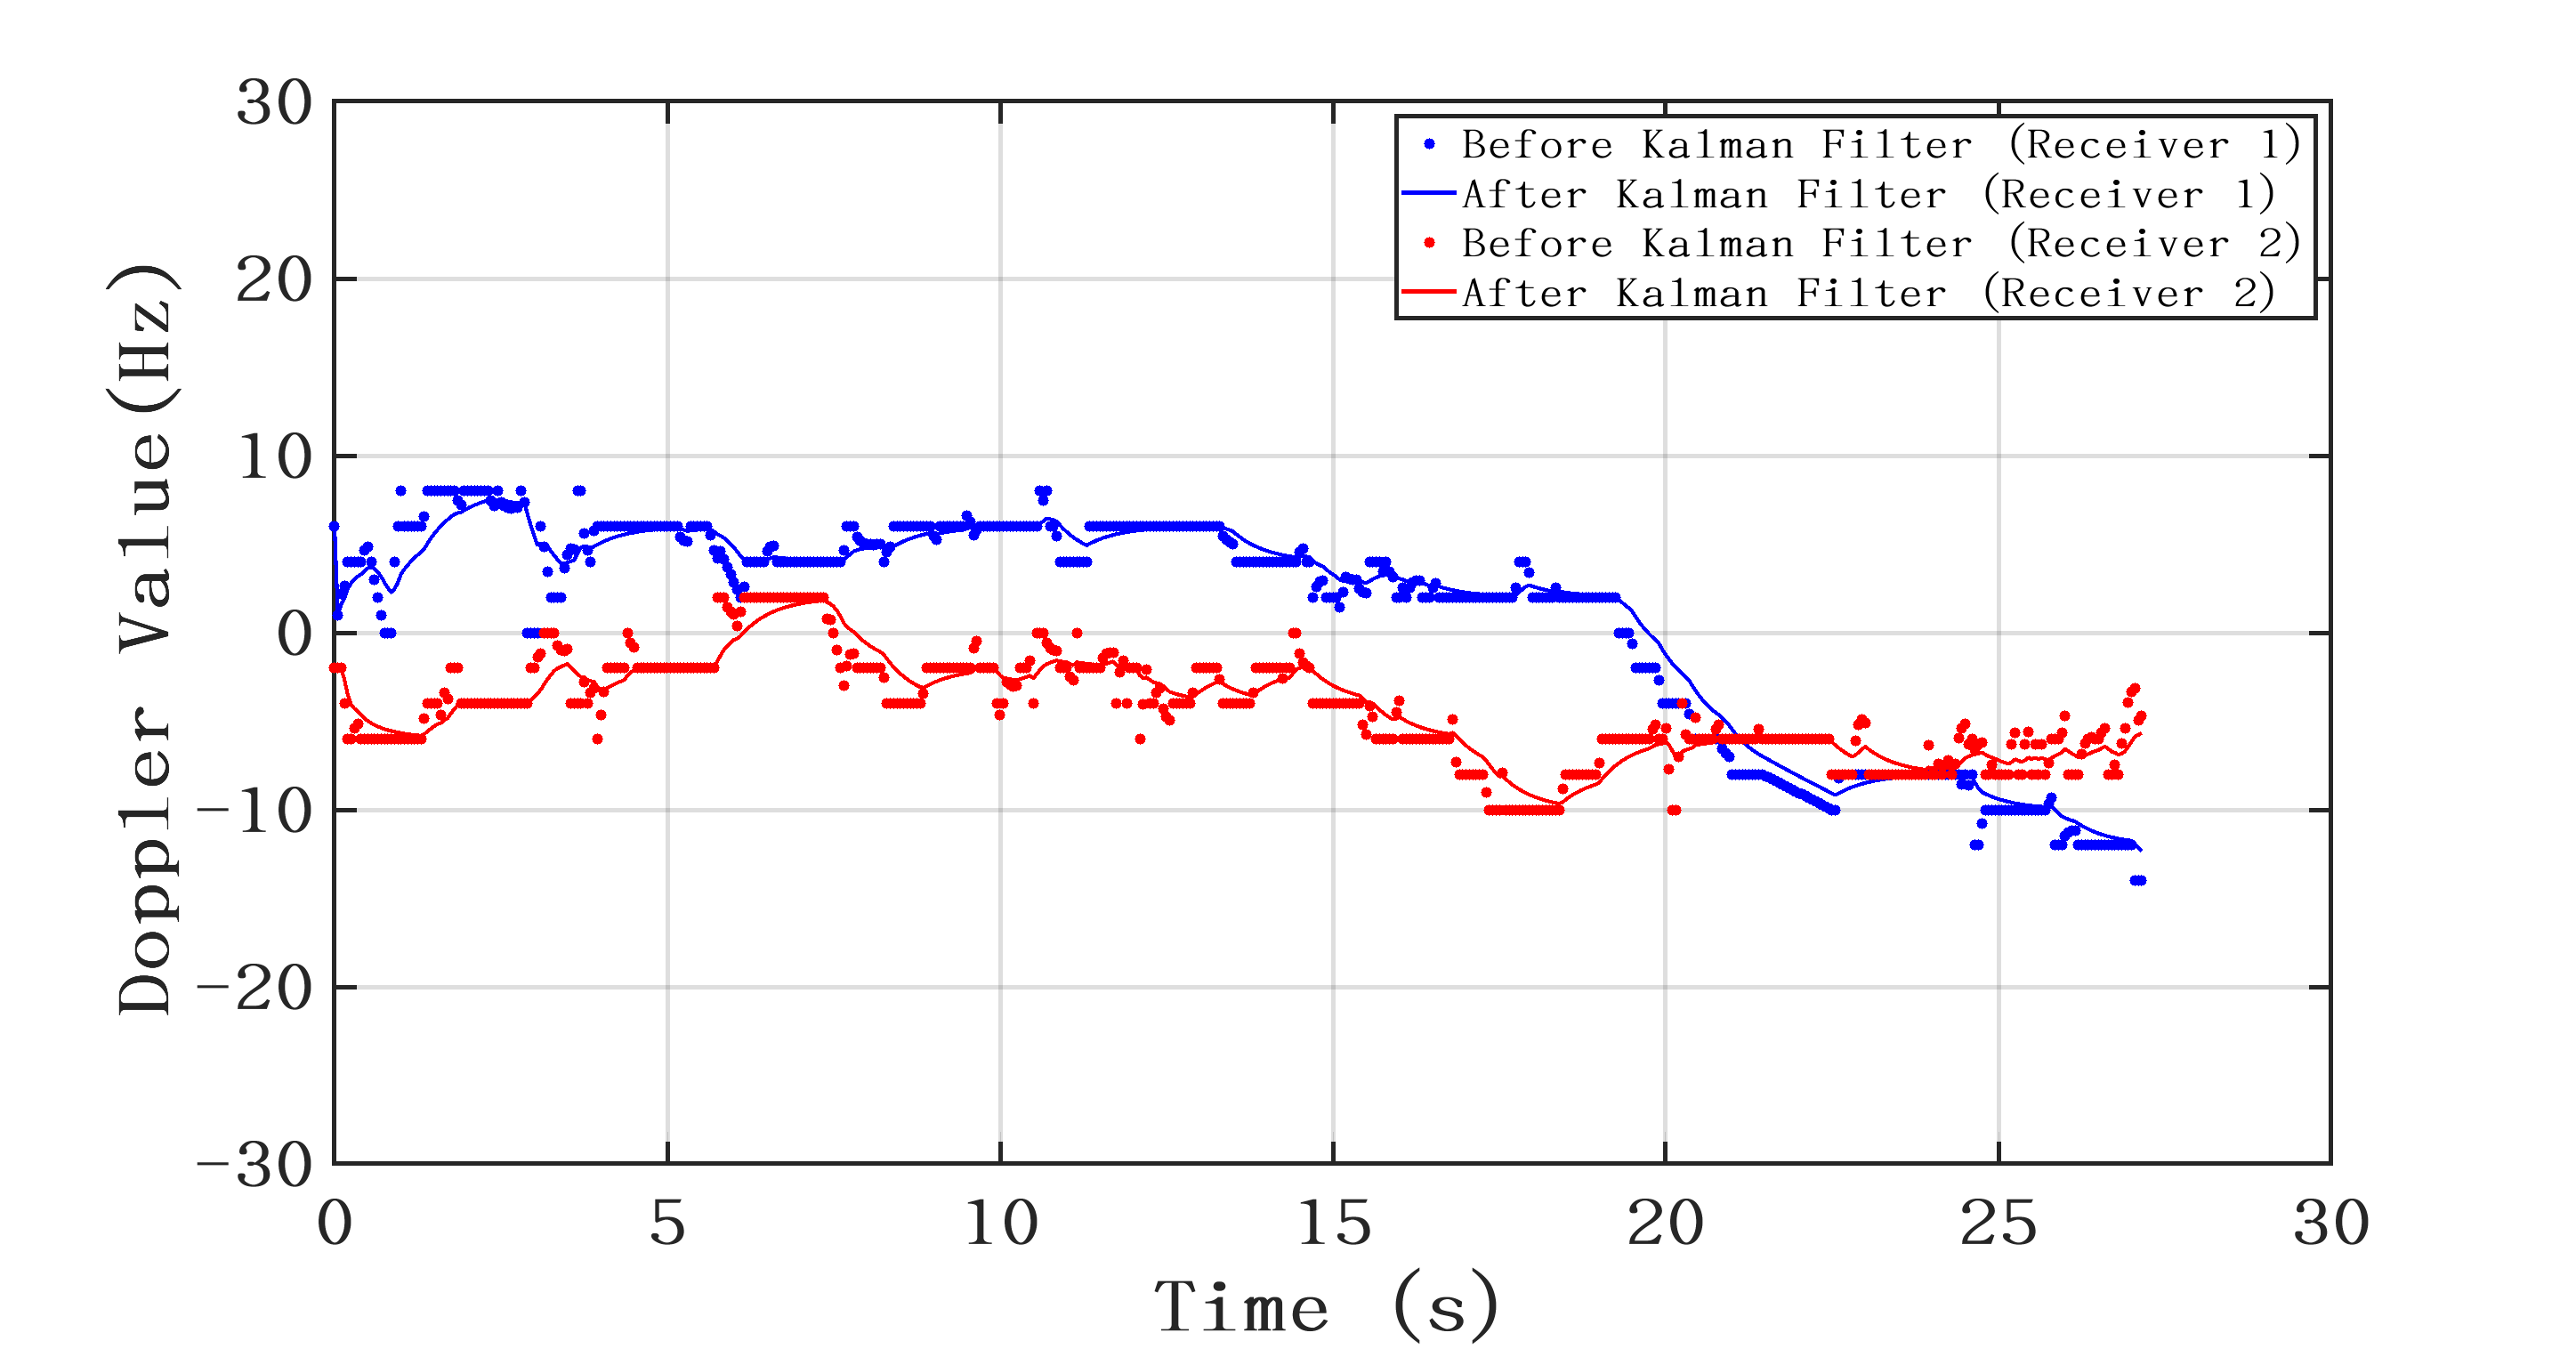 30
20
10
0
-10
-20
-30
Doppler Value(Hz)
Before Kalman Filter (Receiver 1)
After Kalman Filter (Receiver 1)
Before Kalman Filter (Receiver 2)
After Kalman Filter (Receiver 2)
0 5 10 15 20 25 30
Time (s)